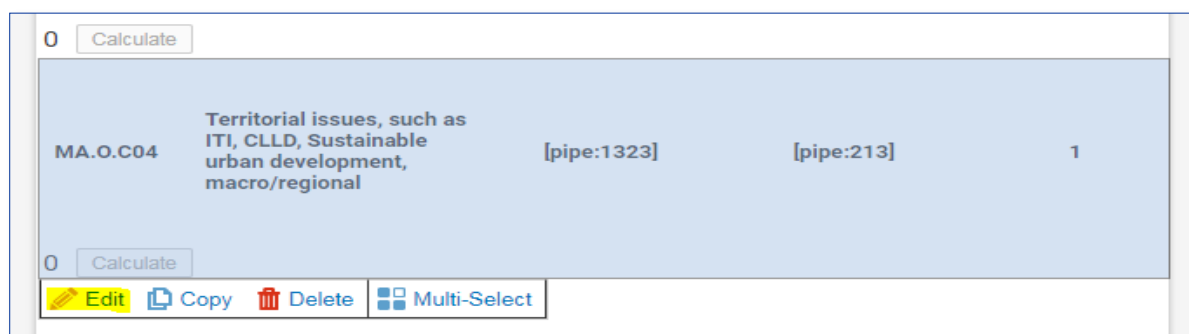 0 Calculate
Territorial issues, such as
ITI, CLLD, Sustainable
MA.O.C04 urban development, [pipe:1323] [pipe:213] 1
macro/regional
0 Calculate
Edit Copy Delete Multi-Select